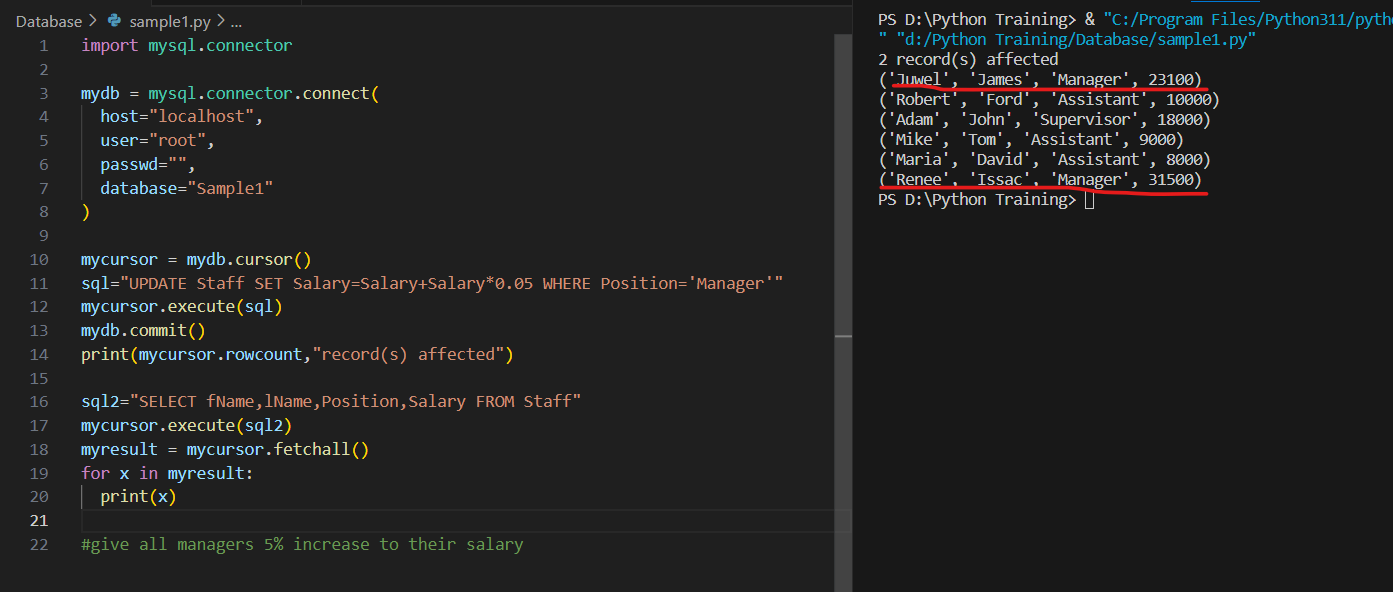 Database > sample1.py > ...
1 import mysql.connector
2
3 mydb = mysql.connector.connect(
4 host="localhost",
5 user="root",
6 passwd="",
7 database="Sample1"
8 )
9
10 mycursor = mydb.cursor()
11 sql="UPDATE Staff SET Salary=Salary+Salary*0.05 WHERE Position='Manager'"
12 mycursor.execute(sql)
13 mydb.commit()
14 print(mycursor.rowcount,"record(s) affected")
15
16 sql2="SELECT fName,lName,Position,Salary FROM Staff"
17 mycursor.execute(sql2)
18 myresult = mycursor.fetchall()
19 for x in myresult:
20 print(x)
21
22 #give all managers 5% increase to their salary
PS D:\Python Training> & "C:/Program Files/Python311/pytho
" "d:/Python Training/Database/sample1.py"
2 record(s) affected
('Juwel', 'James', 'Manager', 23100)
('Robert', 'Ford', 'Assistant', 10000)
('Adam', 'John', 'Supervisor', 18000)
('Mike', 'Tom', 'Assistant', 9000)
('Maria', 'David', 'Assistant', 8000)
('Renee', 'Issac', 'Manager', 31500)
PS D:\Python Training>